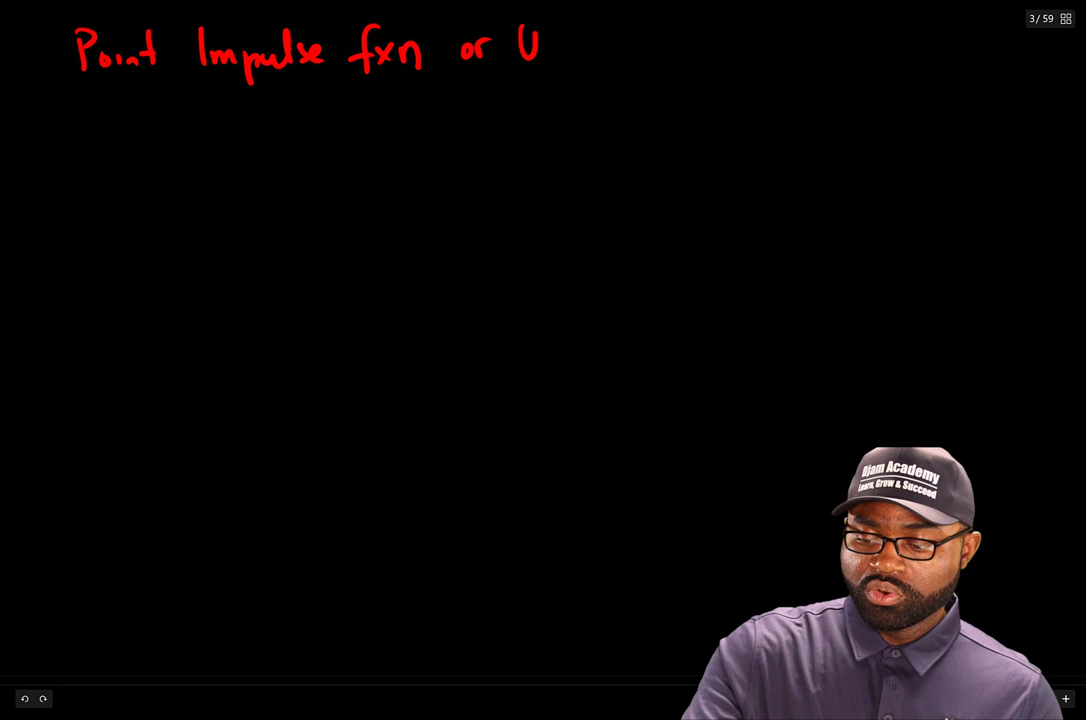 Point Impulse fxn or U
3 / 59
Djam Academy
Learn, Grow & Succeed